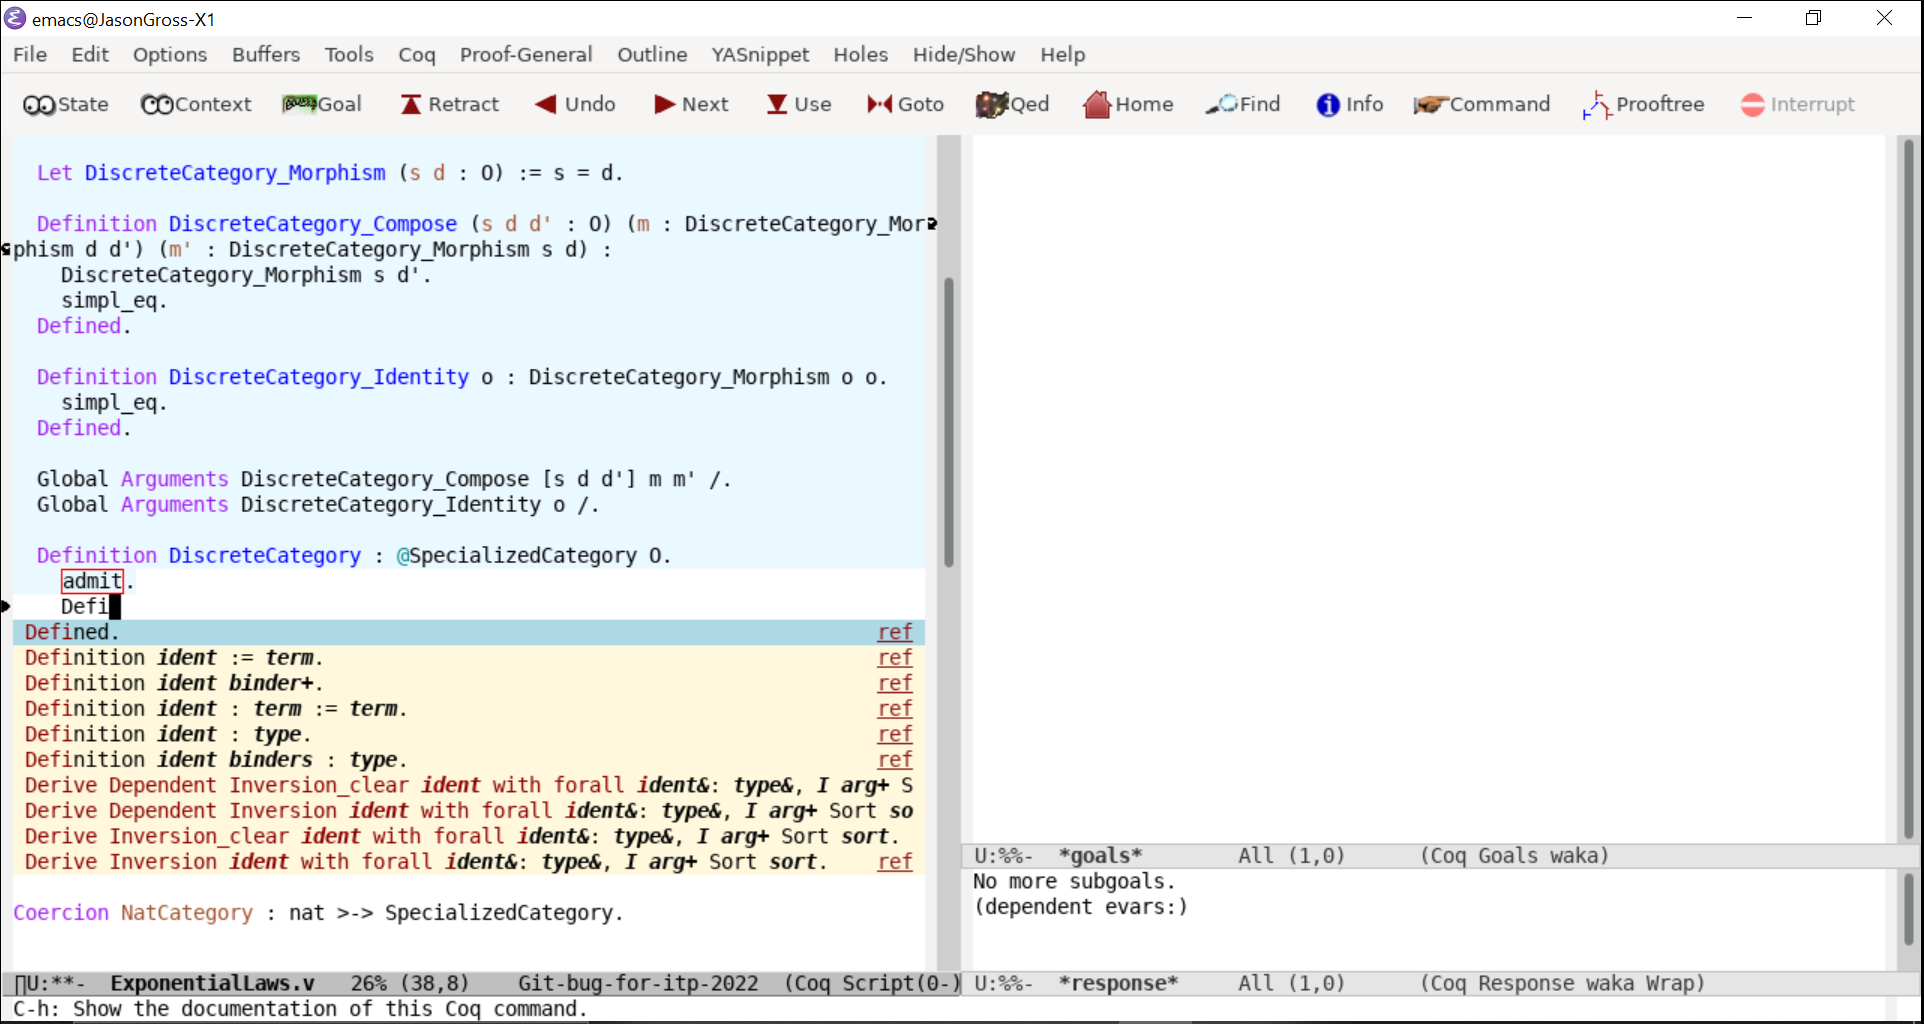 emacs@JasonGross-X1
File Edit Options Buffers Tools Coq Proof-General Outline YASnippet Holes Hide/Show Help
State Context Goal Retract Undo Next Use Goto Qed Home Find Info Command Prooftree Interrupt
Let DiscreteCategory_Morphism (s d : O) := s = d.
Definition DiscreteCategory_Compose (s d d' : O) (m : DiscreteCategory_Mor
phism d d') (m' : DiscreteCategory_Morphism s d) :
DiscreteCategory_Morphism s d'.
simpl_eq.
Defined.
Definition DiscreteCategory_Identity o : DiscreteCategory_Morphism o o.
simpl_eq.
Defined.
Global Arguments DiscreteCategory_Compose [s d d'] m m' /.
Global Arguments DiscreteCategory_Identity o /.
Definition DiscreteCategory : @SpecializedCategory O.
admit.
Defi
Defined. ref
Definition ident := term. ref
Definition ident binder+. ref
Definition ident : term := term. ref
Definition ident : type. ref
Definition ident binders : type. ref
Derive Dependent Inversion_clear ident with forall ident&: type&, I arg+ S
Derive Dependent Inversion ident with forall ident&: type&, I arg+ Sort so
Derive Inversion_clear ident with forall ident&: type&, I arg+ Sort sort.
Derive Inversion ident with forall ident&: type&, I arg+ Sort sort. ref
Coercion NatCategory : nat >-> SpecializedCategory.
U:**- ExponentialLaws.v 26% (38,8) Git-bug-for-itp-2022 (Coq Script(0-)
C-h: Show the documentation of this Coq command.
U:%%- *goals* All (1,0) (Coq Goals waka)
No more subgoals.
(dependent evars:)
U:%%- *response* All (1,0) (Coq Response waka Wrap)